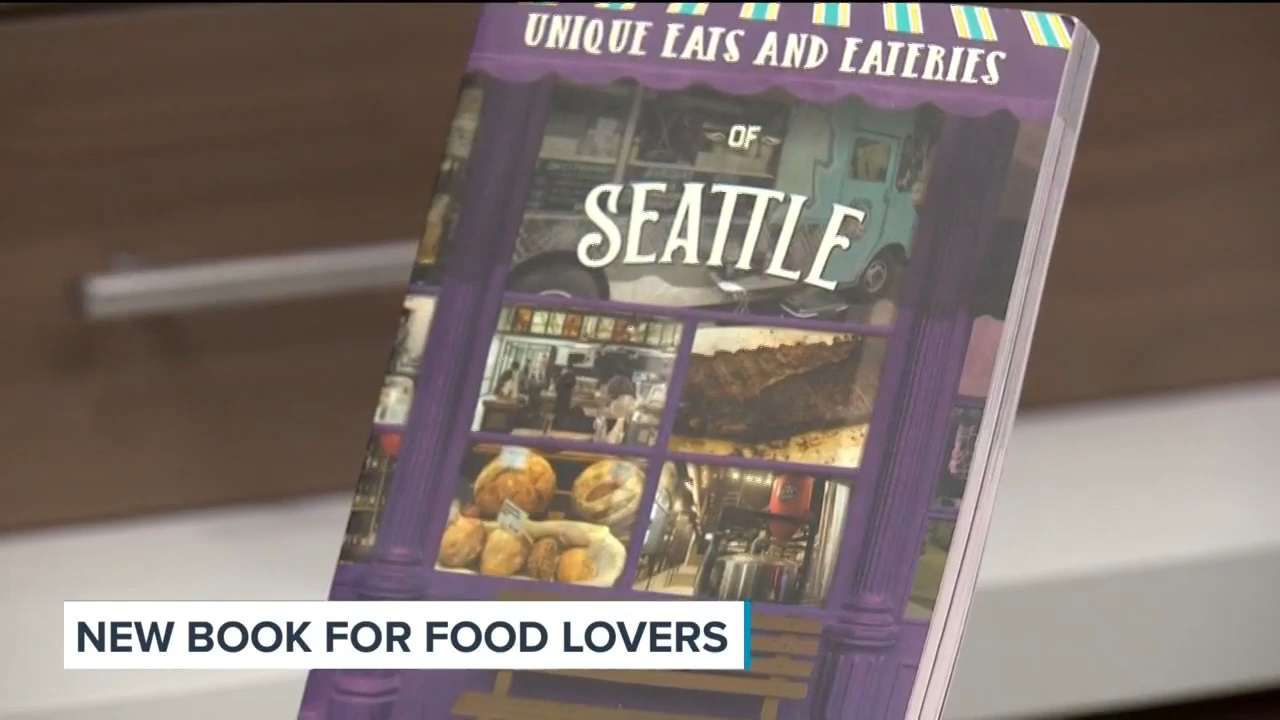 UNIQUE EATS AND EATERIES
OF
SEATTLE
NEW BOOK FOR FOOD LOVERS